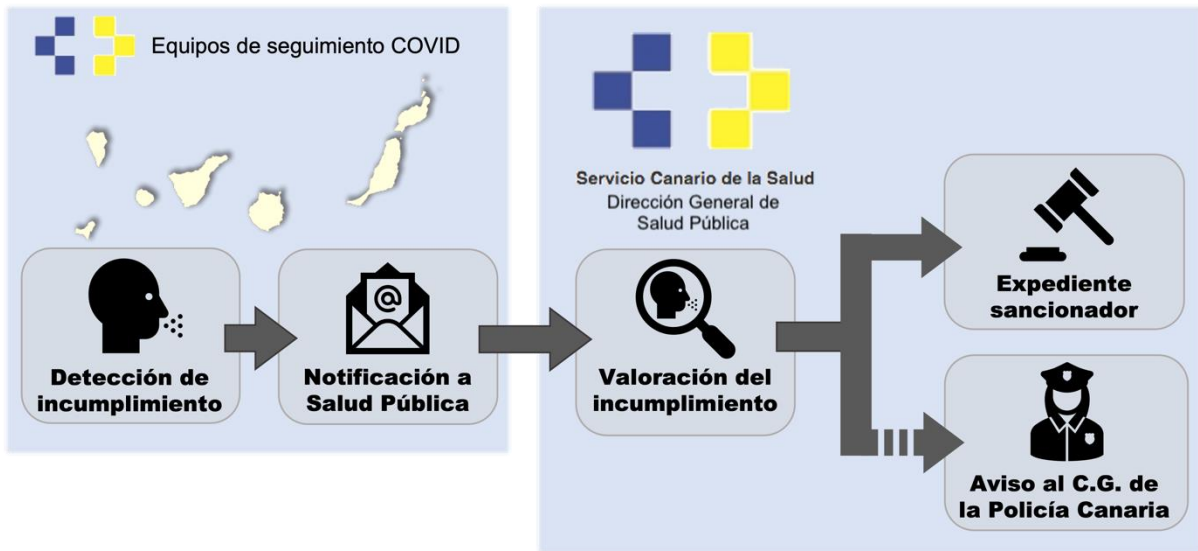 Equipos de seguimiento COVID
Servicio Canario de la Salud
Dirección General de
Salud Pública
Detección de
incumplimiento
@
Notificación a
Salud Pública
Valoración del
incumplimiento
Expediente
sancionador
Aviso al C.G. de
la Policía Canaria